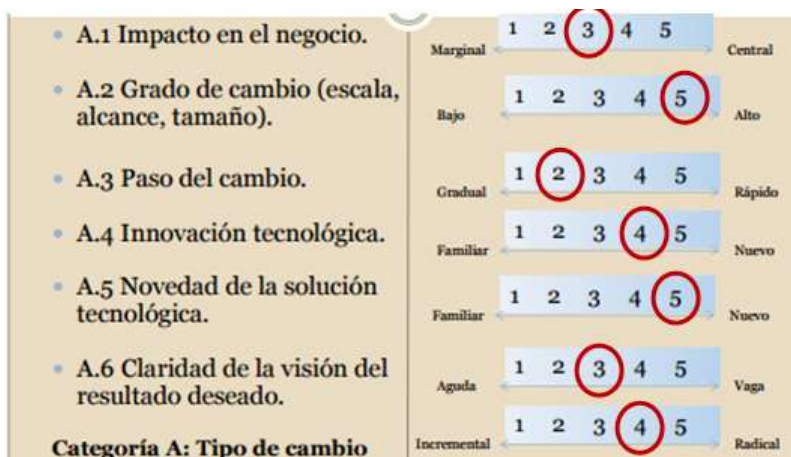 A.1 Impacto en el negocio.
1 2 3 4 5
Marginal Central
A.2 Grado de cambio (escala,
alcance, tamaño).
1 2 3 4 5
Bajo Alto
A.3 Paso del cambio.
1 2 3 4 5
Gradual Rápido
A.4 Innovación tecnológica.
1 2 3 4 5
Familiar Nuevo
A.5 Novedad de la solución
tecnológica.
1 2 3 4 5
Familiar Nuevo
A.6 Claridad de la visión del
resultado deseado.
1 2 3 4 5
Aguda Vaga
Categoría A: Tipo de cambio
1 2 3 4 5
Incremental Radical